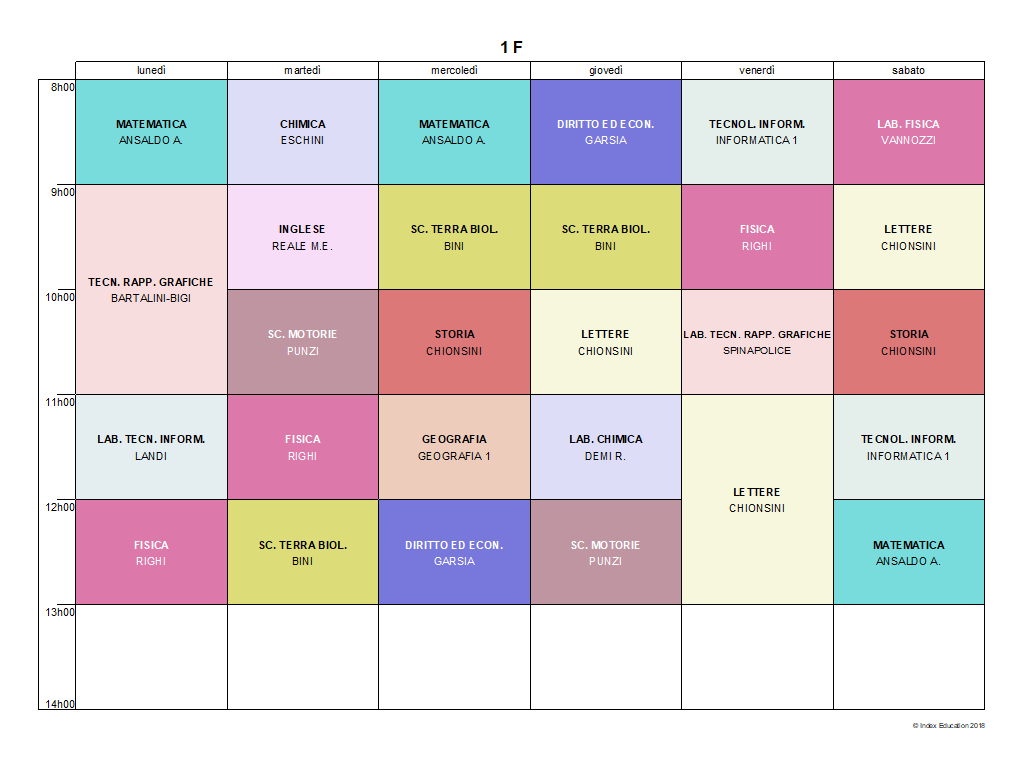 1 F
lunedì martedì mercoledì giovedì venerdì sabato
8h00
MATEMATICA
ANSALDO A.
CHIMICA
ESCHINI
MATEMATICA
ANSALDO A.
DIRITTO ED ECON.
GARSIA
TECNOL. INFORM.
INFORMATICA 1
LAB. FISICA
VANNOZZI
9h00
TECN. RAPP. GRAFICHE
BARTALINI-BIGI
INGLESE
REALE M.E.
SC. TERRA BIOL.
BINI
SC. TERRA BIOL.
BINI
FISICA
RIGHI
LETTERE
CHIONSINI
10h00
SC. MOTORIE
PUNZI
STORIA
CHIONSINI
LETTERE
CHIONSINI
LAB. TECN. RAPP. GRAFICHE
SPINAPOLICE
STORIA
CHIONSINI
11h00
LAB. TECN. INFORM.
LANDI
FISICA
RIGHI
GEOGRAFIA
GEOGRAFIA 1
LAB. CHIMICA
DEMI R.
LETTERE
CHIONSINI
TECNOL. INFORM.
INFORMATICA 1
12h00
FISICA
RIGHI
SC. TERRA BIOL.
BINI
DIRITTO ED ECON.
GARSIA
SC. MOTORIE
PUNZI
MATEMATICA
ANSALDO A.
13h00
14h00
© Index Education 2018